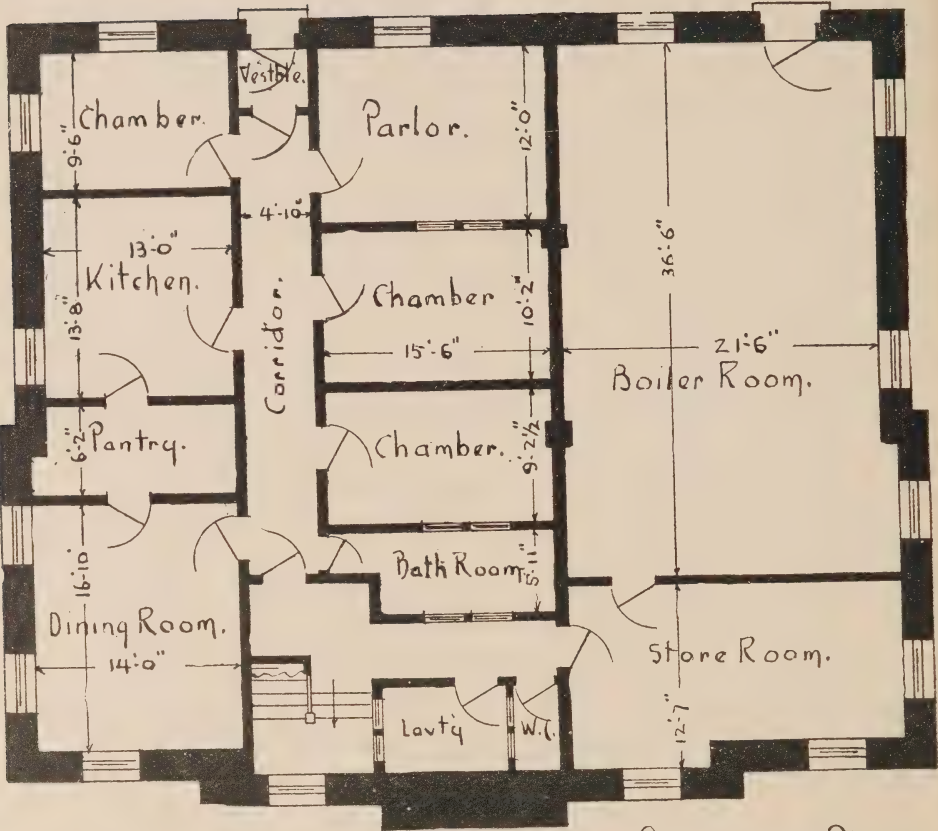 Vestble.
Chamber.
9'-6"
Parlor.
12'-0"
4'-10"
13'-0"
Kitchen.
13'-8"
Corridor.
Chamber
10'-2"
15'-6"
36'-6"
21'-6"
Boiler Room.
Pantry.
6'-2"
Chamber.
9'-2½"
Bath Room
5'-11"
16'-10
Dining Room.
14'-0"
Store Room.
12'-7"
Lavt'y
W.C.